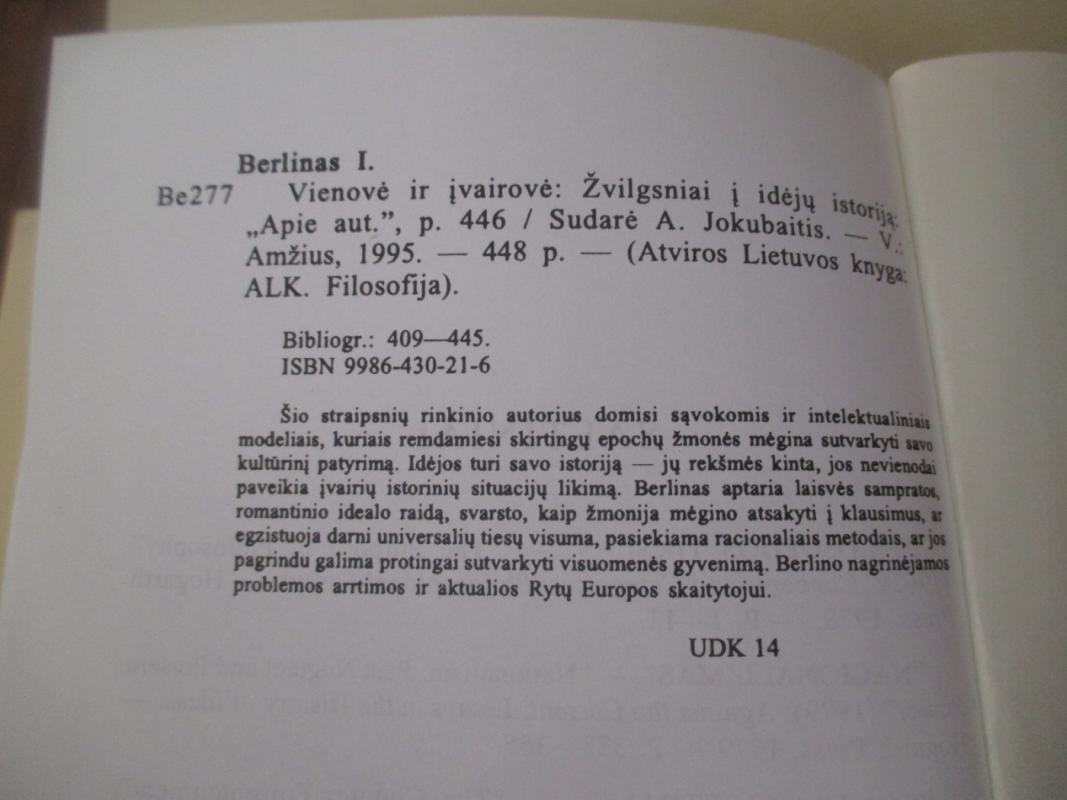 Berlinas I.
Be277 Vienovė ir įvairovė: Žvilgsniai į idėjų istoriją:
„Apie aut.”, p. 446 / Sudarė A. Jokubaitis. — V.:
Amžius, 1995. — 448 p. — (Atviros Lietuvos knyga:
ALK. Filosofija).
Bibliogr.: 409—445.
ISBN 9986-430-21-6
Šio straipsnių rinkinio autorius domisi sąvokomis ir intelektualiniais
modeliais, kuriais remdamiesi skirtingų epochų žmonės mėgina sutvarkyti savo
kultūrinį patyrimą. Idėjos turi savo istoriją — jų rekšmės kinta, jos nevienodai
paveikia įvairių istorinių situacijų likimą. Berlinas aptaria laisvės sampratos,
romantinio idealo raidą, svarsto, kaip žmonija mėgino atsakyti į klausimus, ar
egzistuoja darni universalių tiesų visuma, pasiekiama racionaliais metodais, ar jos
pagrindu galima protingai sutvarkyti visuomenės gyvenimą. Berlino nagrinėjamos
problemos arrtimos ir aktualios Rytų Europos skaitytojui.
UDK 14